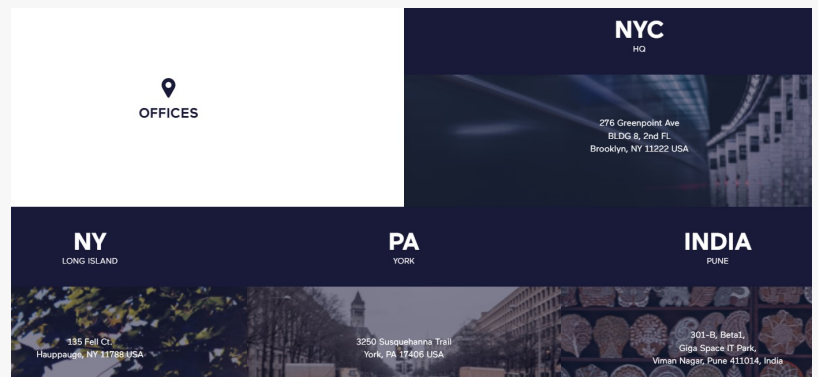 OFFICES
NYC
HQ
276 Greenpoint Ave
BLDG 8, 2nd FL
Brooklyn, NY 11222 USA
NY
LONG ISLAND
135 Fell Ct.
Hauppauge, NY 11788 USA
PA
YORK
3250 Susquehanna Trail
York, PA 17406 USA
INDIA
PUNE
301-B, Beta1,
Giga Space IT Park,
Viman Nagar, Pune 411014, India